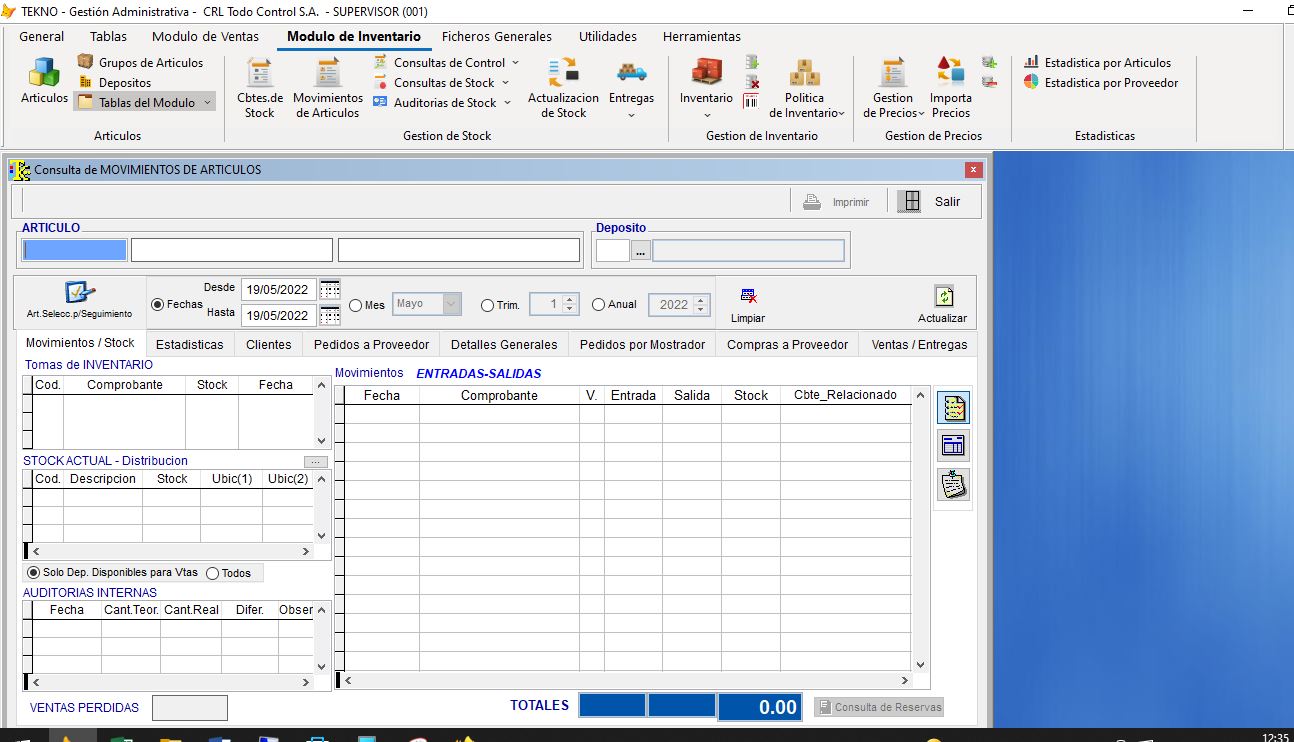 TEKNO - Gestión Administrativa - CRL Todo Control S.A. - SUPERVISOR (001)
General Tablas Modulo de Ventas Modulo de Inventario Ficheros Generales Utilidades Herramientas
Articulos
Grupos de Articulos
Depositos
Tablas del Modulo
Articulos
Cbtes.de
Stock
Movimientos
de Articulos
Consultas de Control
Consultas de Stock
Auditorias de Stock
Actualizacion
de Stock
Entregas
Gestion de Stock
Inventario
Politica
de Inventario
Gestion de Inventario
Gestion
de Precios
Importa
Precios
Gestion de Precios
Estadistica por Articulos
Estadistica por Proveedor
Estadisticas
Consulta de MOVIMIENTOS DE ARTICULOS
x
Imprimir Salir
ARTICULO Deposito
...
Art.Selecc.p/Seguimiento
Fechas
Desde 19/05/2022
Hasta 19/05/2022
Mes Mayo Trim. 1 Anual 2022
Limpiar
Actualizar
Movimientos / Stock Estadisticas Clientes Pedidos a Proveedor Detalles Generales Pedidos por Mostrador Compras a Proveedor Ventas / Entregas
Tomas de INVENTARIO
Cod. Comprobante Stock Fecha
STOCK ACTUAL - Distribucion ...
Cod. Descripcion Stock Ubic(1) Ubic(2)
Solo Dep. Disponibles para Vtas Todos
AUDITORIAS INTERNAS
Fecha Cant.Teor. Cant.Real Difer. Obser
VENTAS PERDIDAS
Movimientos ENTRADAS-SALIDAS
Fecha Comprobante V. Entrada Salida Stock Cbte_Relacionado
TOTALES 0.00
Consulta de Reservas
12:35